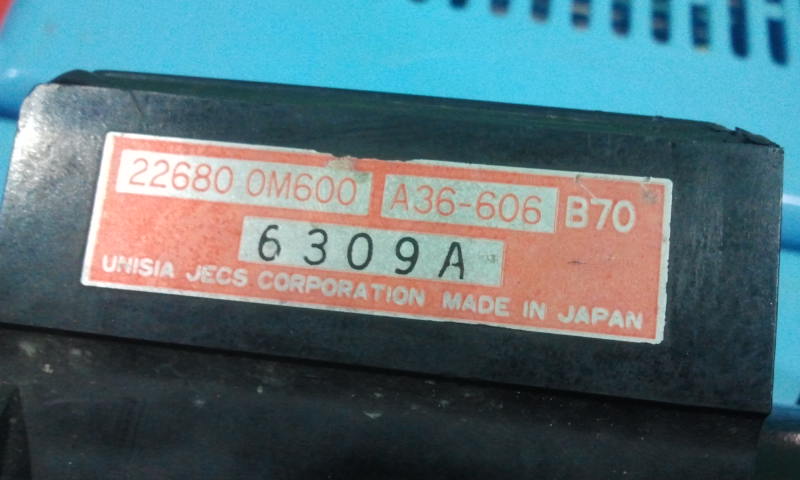 22680 0M600 A36-606 B70
6309A
UNISIA JECS CORPORATION MADE IN JAPAN